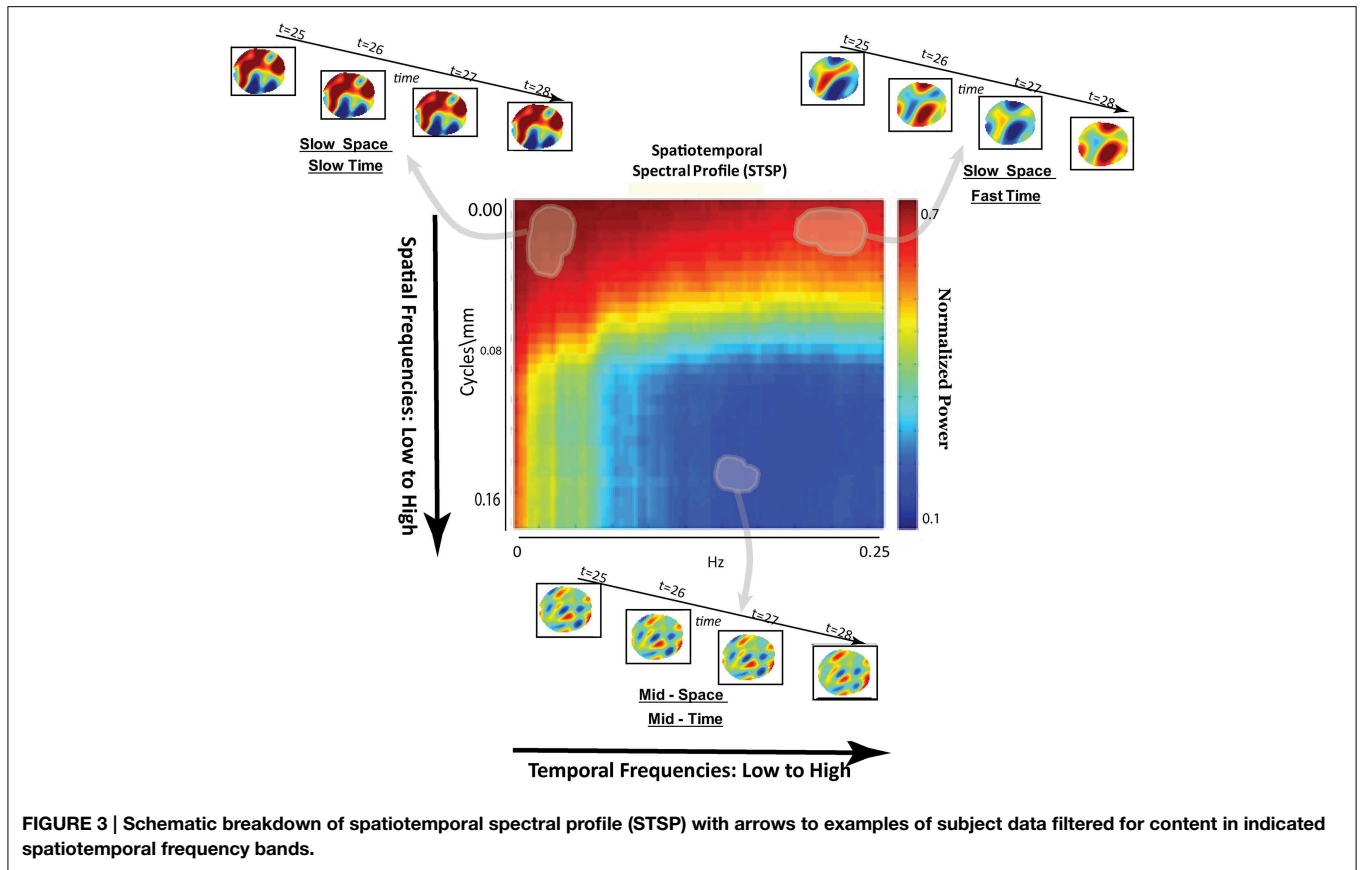 t=25
t=26
time
t=27
t=28
Slow Space
Slow Time
t=25
t=26
time
t=27
t=28
Slow Space
Fast Time
Spatiotemporal
Spectral Profile (STSP)
Spatial Frequencies: Low to High
Cycles\mm
0.00
0.08
0.16
0
Hz
0.25
0.7
Normalized Power
0.1
t=25
t=26
time
t=27
t=28
Mid - Space
Mid - Time
Temporal Frequencies: Low to High
FIGURE 3 | Schematic breakdown of spatiotemporal spectral profile (STSP) with arrows to examples of subject data filtered for content in indicated
spatiotemporal frequency bands.